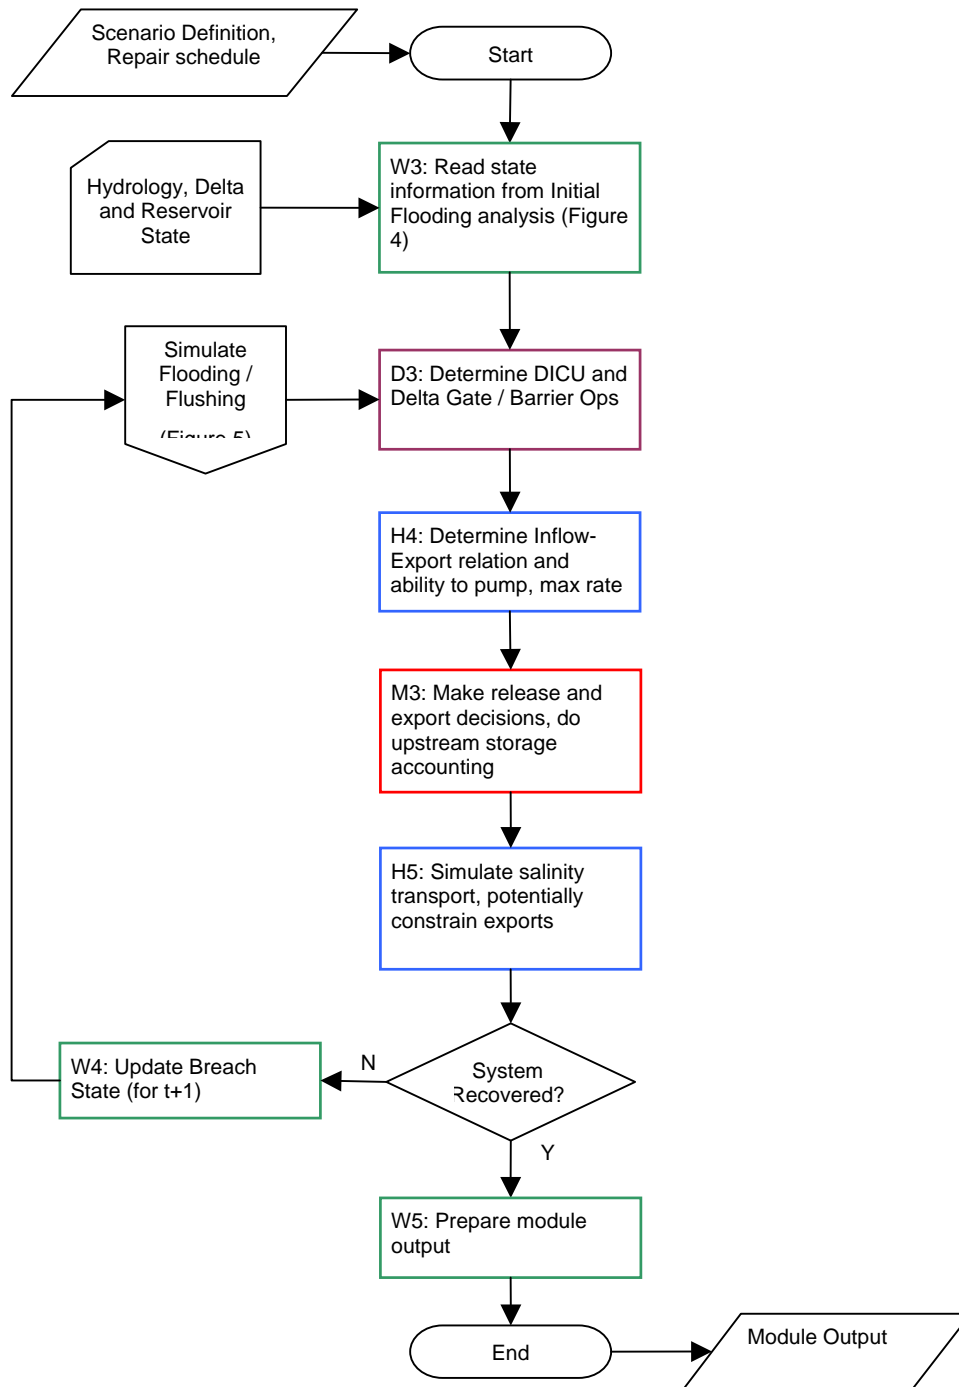 Scenario Definition,
Repair schedule
Start
W3: Read state
information from Initial
Flooding analysis (Figure
4)
Hydrology, Delta
and Reservoir
State
Simulate
Flooding /
Flushing
(Figure 5)
D3: Determine DICU and
Delta Gate / Barrier Ops
H4: Determine Inflow-
Export relation and
ability to pump, max rate
M3: Make release and
export decisions, do
upstream storage
accounting
H5: Simulate salinity
transport, potentially
constrain exports
System
Recovered?
N
W4: Update Breach
State (for t+1)
Y
W5: Prepare module
output
End
Module Output